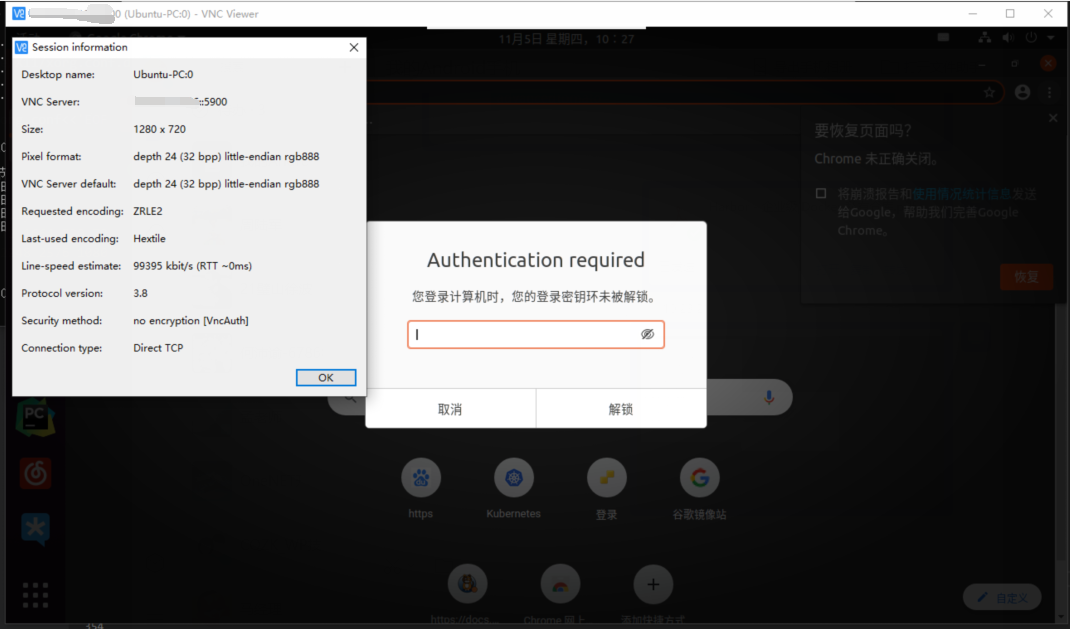 (Ubuntu-PC:0) - VNC Viewer
Session information
Desktop name: Ubuntu-PC:0
VNC Server: ::5900
Size: 1280 x 720
Pixel format: depth 24 (32 bpp) little-endian rgb888
VNC Server default: depth 24 (32 bpp) little-endian rgb888
Requested encoding: ZRLE2
Last-used encoding: Hextile
Line-speed estimate: 99395 kbit/s (RTT ~0ms)
Protocol version: 3.8
Security method: no encryption [VncAuth]
Connection type: Direct TCP
OK
11月5日 星期四，10：27
要恢复页面吗？
Chrome 未正确关闭。
将崩溃报告和使用情况统计信息发送
给Google，帮助我们完善Google
Chrome。
恢复
Authentication required
您登录计算机时，您的登录密钥环未被解锁。
取消
解锁
PC
https
Kubernetes
登录
谷歌镜像站
https://docs....
Chrome 网上...
添加快捷方式
自定义
354